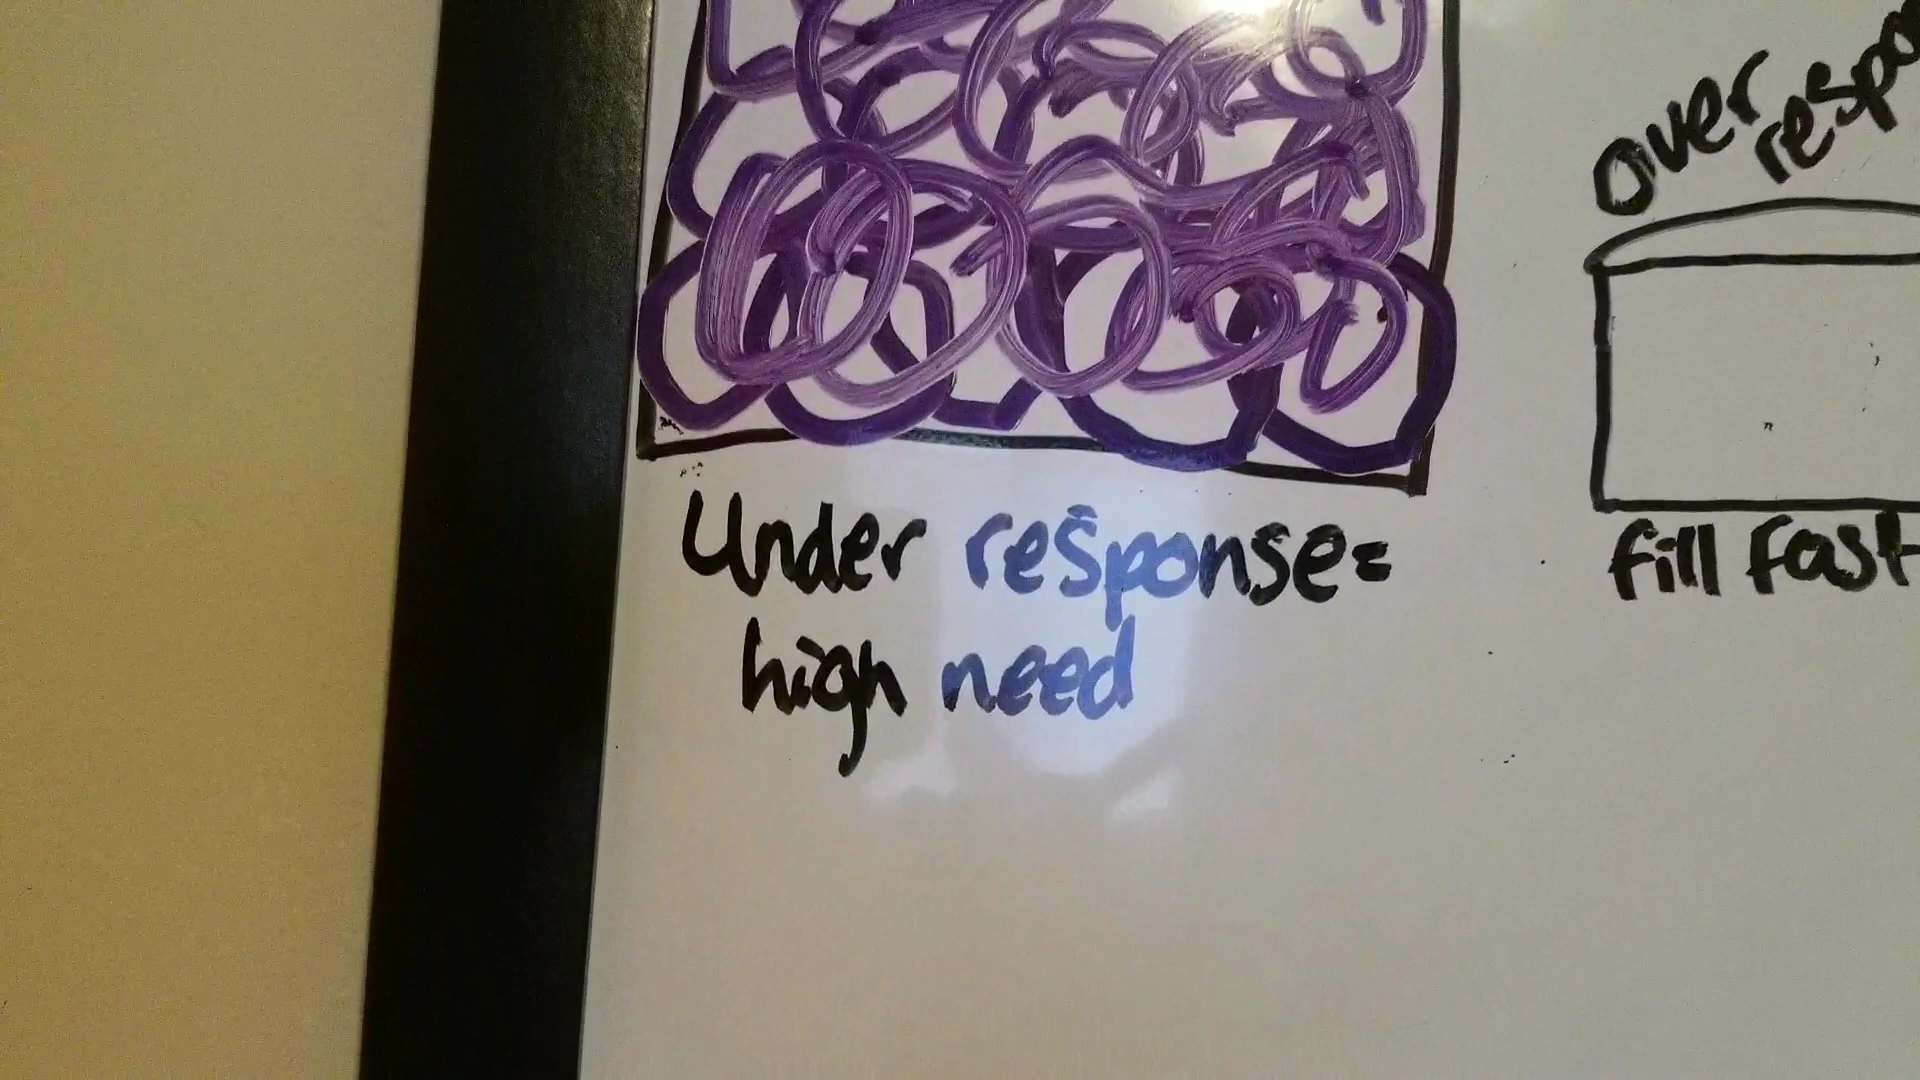 Under response=
high need
over
fill fast